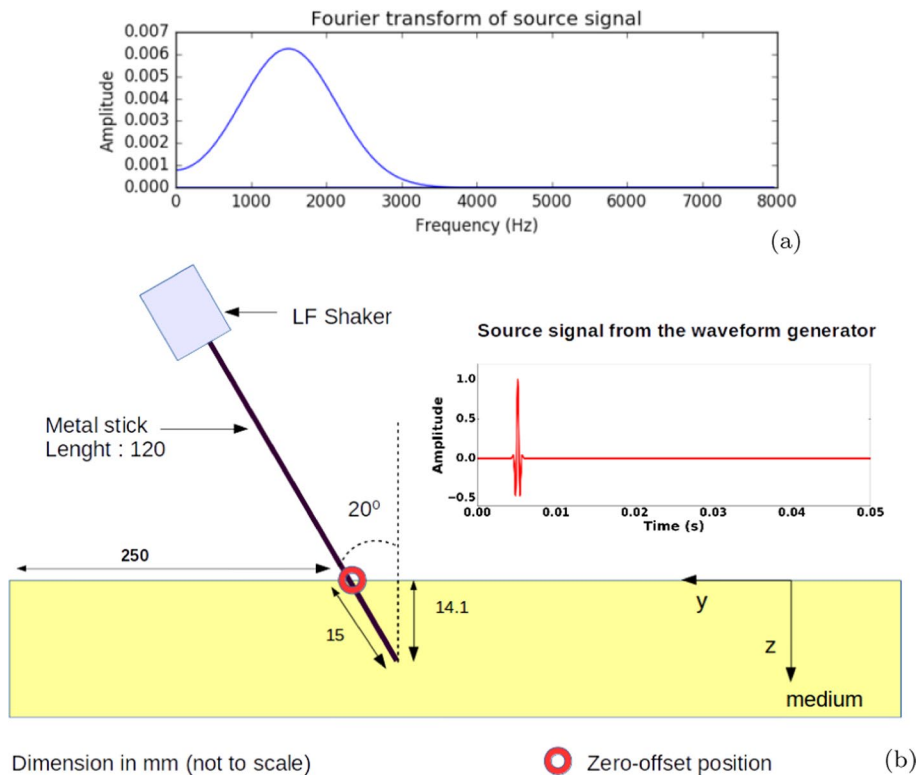 Fourier transform of source signal
0.007
0.006
0.005
0.004
0.003
0.002
0.001
0.000
Amplitude
0 1000 2000 3000 4000 5000 6000 7000 8000
Frequency (Hz)
(a)
LF Shaker
Source signal from the waveform generator
1.0
0.5
0.0
−0.5
Amplitude
0.00 0.01 0.02 0.03 0.04 0.05
Time (s)
Metal stick
Lenght : 120
20⁰
250
15
14.1
y
z
medium
Dimension in mm (not to scale)
Zero-offset position
(b)